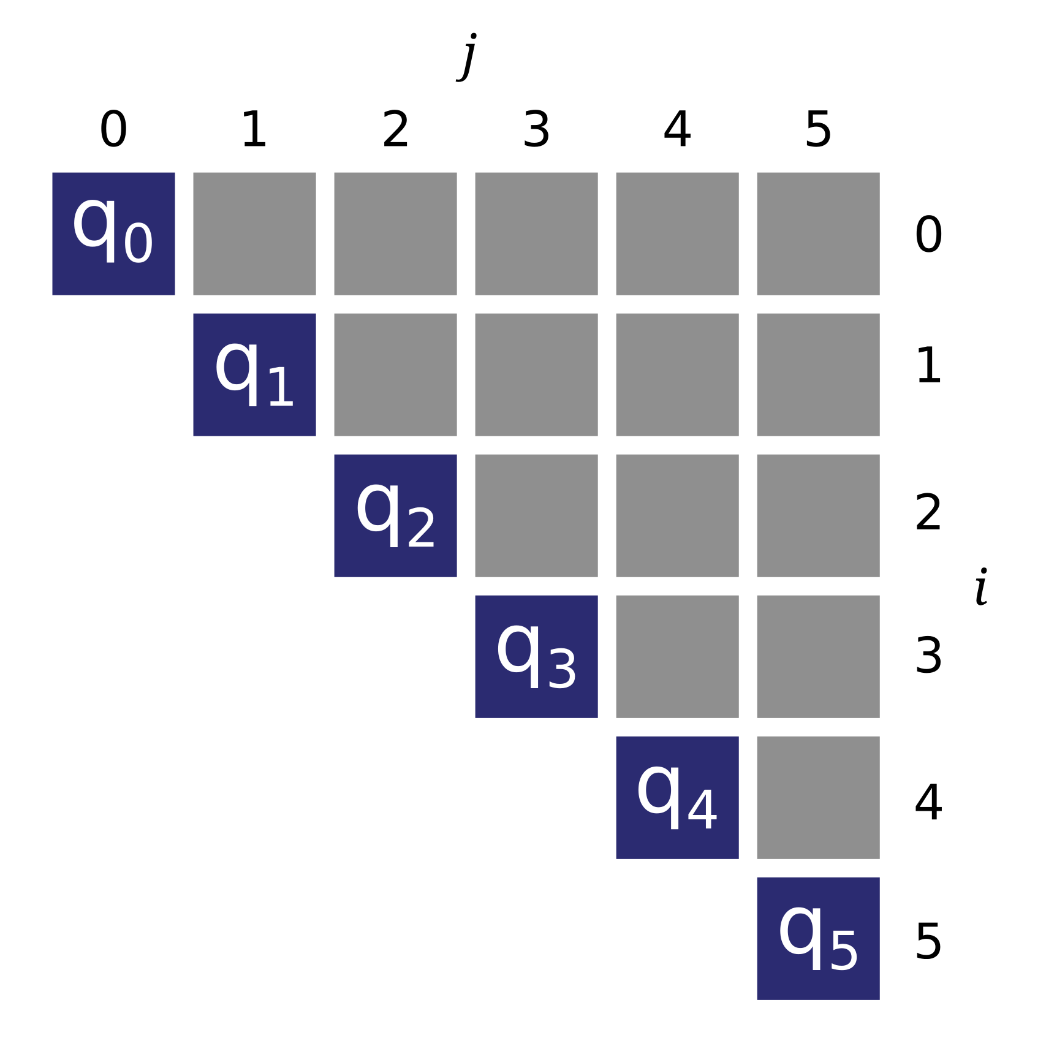 j
0 1 2 3 4 5
q₀ 0
q₁ 1
q₂ 2
i
q₃ 3
q₄ 4
q₅ 5